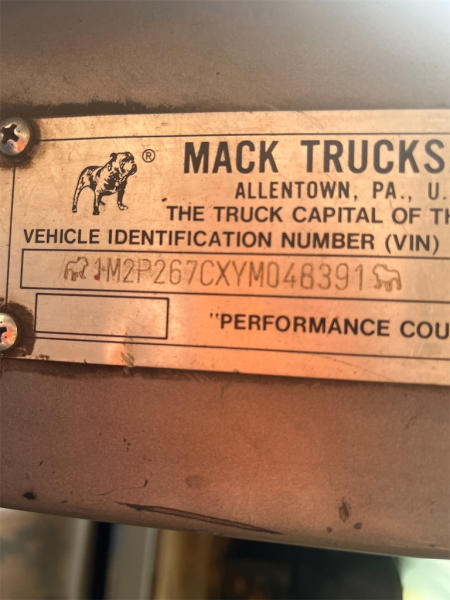 ® MACK TRUCKS
ALLENTOWN, PA., U.
THE TRUCK CAPITAL OF TH
VEHICLE IDENTIFICATION NUMBER (VIN)
1M2P267CXYM048391
"PERFORMANCE COU